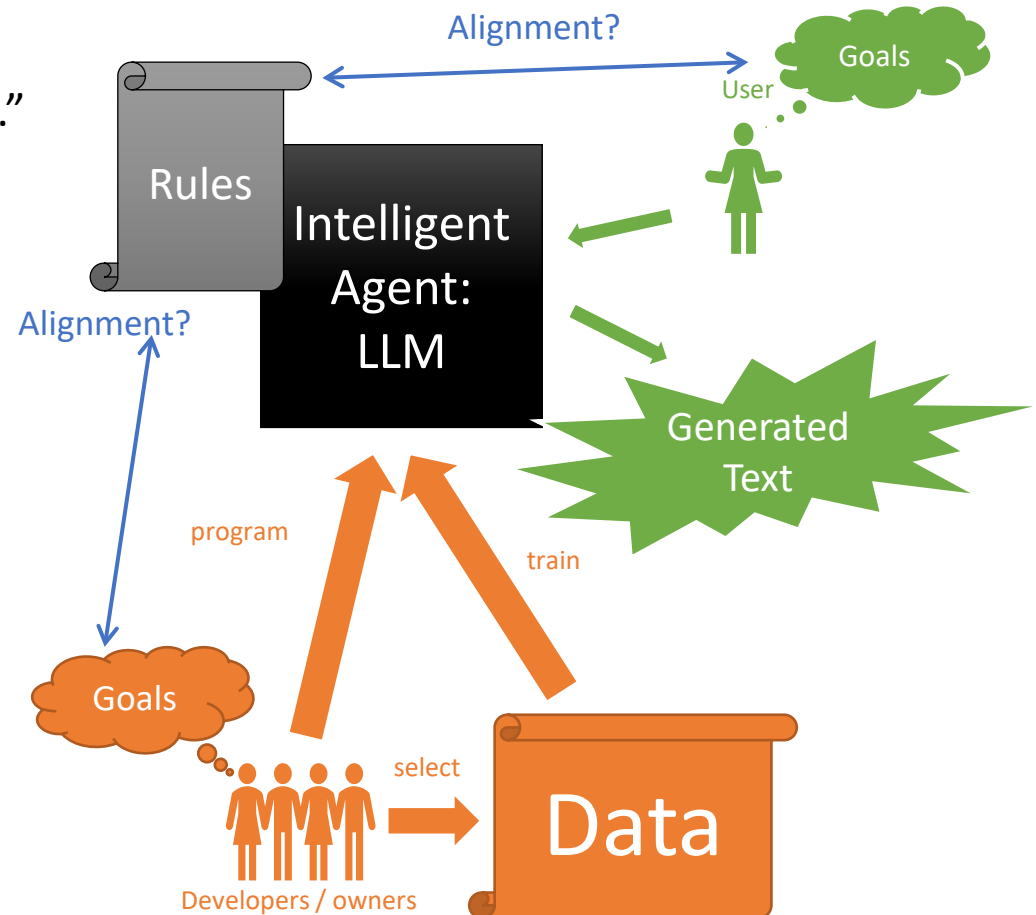 Alignment?
Goals
User
.”
Rules
Intelligent
Agent:
LLM
Alignment?
Generated
Text
program
train
Goals
select
Data
Developers / owners